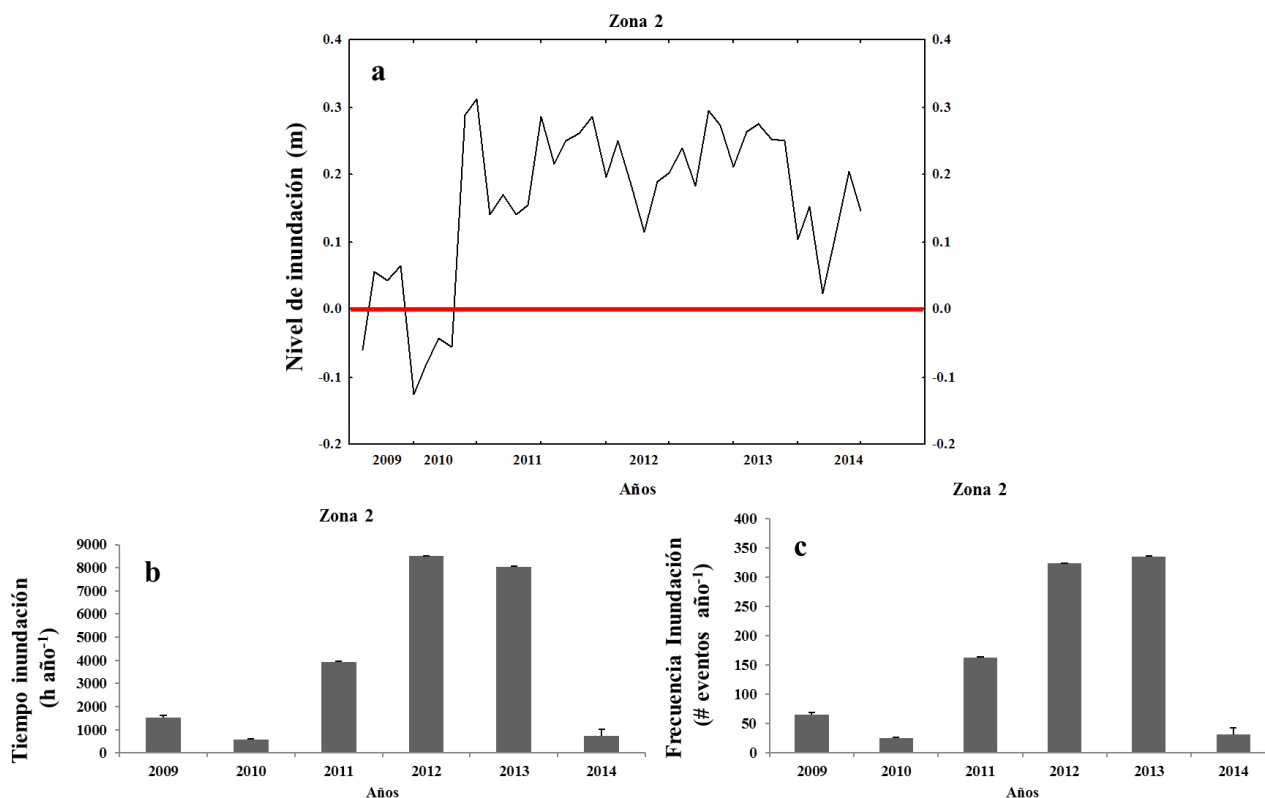 Zona 2
a
Nivel de inundación (m)
0.4
0.3
0.2
0.1
0.0
-0.1
-0.2
0.4
0.3
0.2
0.1
0.0
-0.1
-0.2
2009 2010 2011 2012 2013 2014
Años
Zona 2
b
Tiempo inundación
(h año-1)
9000
8000
7000
6000
5000
4000
3000
2000
1000
0
2009 2010 2011 2012 2013 2014
Años
Zona 2
c
Frecuencia Inundación
(# eventos año-1)
400
350
300
250
200
150
100
50
0
2009 2010 2011 2012 2013 2014
Años